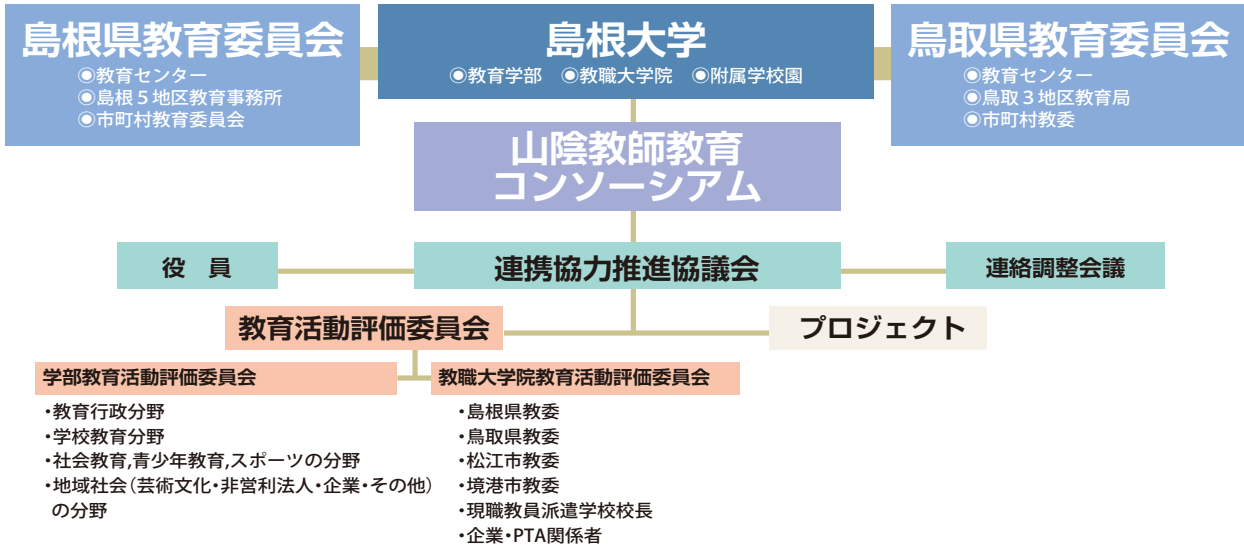 島根県教育委員会
◉教育センター
◉島根５地区教育事務所
◉市町村教育委員会
島根大学
◉教育学部 ◉教職大学院 ◉附属学校園
鳥取県教育委員会
◉教育センター
◉鳥取３地区教育局
◉市町村教委
山陰教師教育
コンソーシアム
役　員
連携協力推進協議会
連絡調整会議
教育活動評価委員会
プロジェクト
学部教育活動評価委員会
・教育行政分野
・学校教育分野
・社会教育,青少年教育,スポーツの分野
・地域社会（芸術文化・非営利法人・企業・その他）
の分野
教職大学院教育活動評価委員会
・島根県教委
・鳥取県教委
・松江市教委
・境港市教委
・現職教員派遣学校校長
・企業・PTA関係者